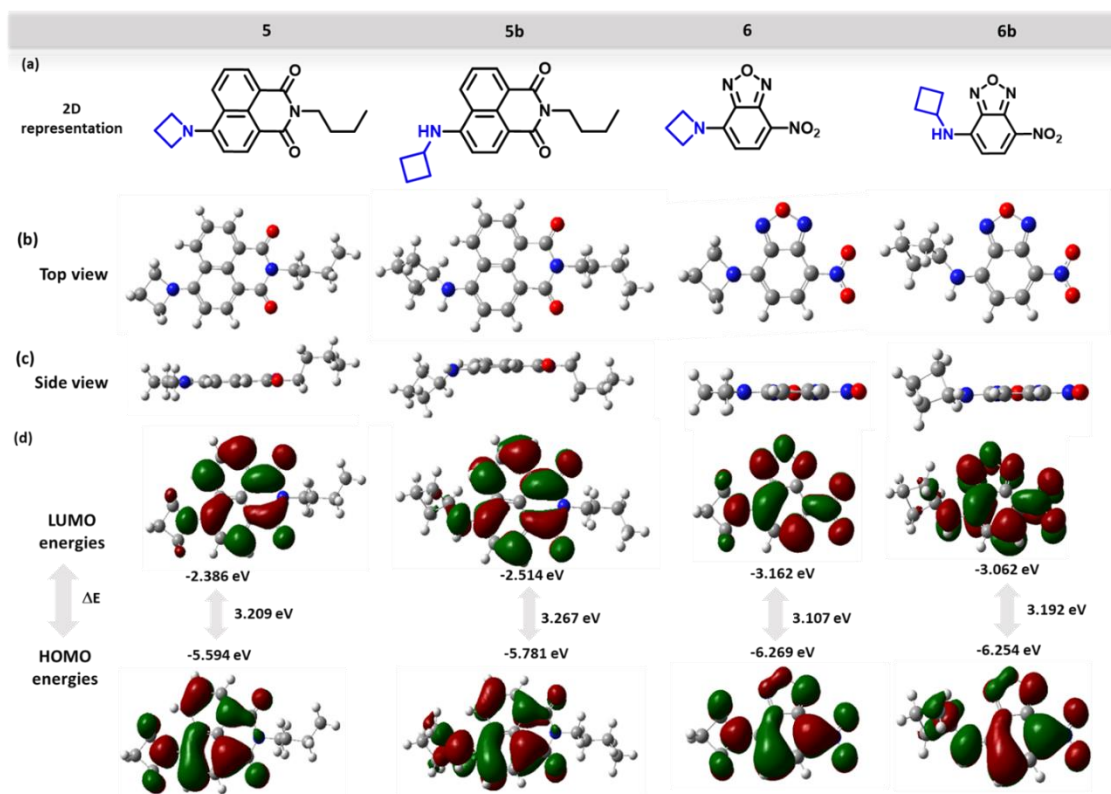 5 5b 6 6b
(a)
2D
representation
N O N O
HN O N O
N O N N NO2
HN N O N NO2
(b)
Top view
(c)
Side view
(d)
LUMO
energies
-2.386 eV -2.514 eV -3.162 eV -3.062 eV
ΔE 3.209 eV 3.267 eV 3.107 eV 3.192 eV
HOMO
energies
-5.594 eV -5.781 eV -6.269 eV -6.254 eV